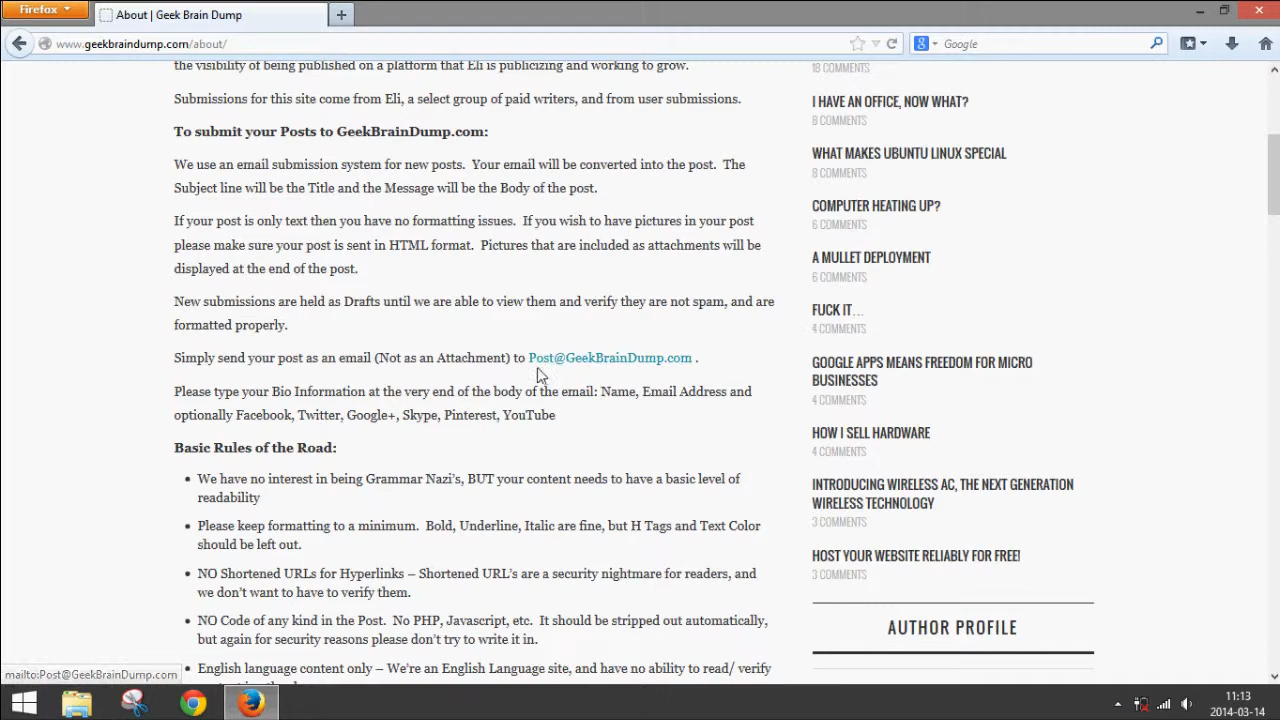 Firefox
About | Geek Brain Dump
www.geekbraindump.com/about/
Google
the visibility of being published on a platform that Eli is publicizing and working to grow.
Submissions for this site come from Eli, a select group of paid writers, and from user submissions.
To submit your Posts to GeekBrainDump.com:
We use an email submission system for new posts. Your email will be converted into the post. The
Subject line will be the Title and the Message will be the Body of the post.
If your post is only text then you have no formatting issues. If you wish to have pictures in your post
please make sure your post is sent in HTML format. Pictures that are included as attachments will be
displayed at the end of the post.
New submissions are held as Drafts until we are able to view them and verify they are not spam, and are
formatted properly.
Simply send your post as an email (Not as an Attachment) to Post@GeekBrainDump.com .
Please type your Bio Information at the very end of the body of the email: Name, Email Address and
optionally Facebook, Twitter, Google+, Skype, Pinterest, YouTube
Basic Rules of the Road:
• We have no interest in being Grammar Nazi's, BUT your content needs to have a basic level of
readability
• Please keep formatting to a minimum. Bold, Underline, Italic are fine, but H Tags and Text Color
should be left out.
• NO Shortened URLs for Hyperlinks – Shortened URL's are a security nightmare for readers, and
we don't want to have to verify them.
• NO Code of any kind in the Post. No PHP, Javascript, etc. It should be stripped out automatically,
but again for security reasons please don't try to write it in.
• English language content only – We're an English Language site, and have no ability to read/ verify
18 COMMENTS
I HAVE AN OFFICE, NOW WHAT?
8 COMMENTS
WHAT MAKES UBUNTU LINUX SPECIAL
8 COMMENTS
COMPUTER HEATING UP?
6 COMMENTS
A MULLET DEPLOYMENT
6 COMMENTS
FUCK IT...
4 COMMENTS
GOOGLE APPS MEANS FREEDOM FOR MICRO
BUSINESSES
4 COMMENTS
HOW I SELL HARDWARE
4 COMMENTS
INTRODUCING WIRELESS AC, THE NEXT GENERATION
WIRELESS TECHNOLOGY
3 COMMENTS
HOST YOUR WEBSITE RELIABLY FOR FREE!
3 COMMENTS
AUTHOR PROFILE
mailto:Post@GeekBrainDump.com
11:13
2014-03-14